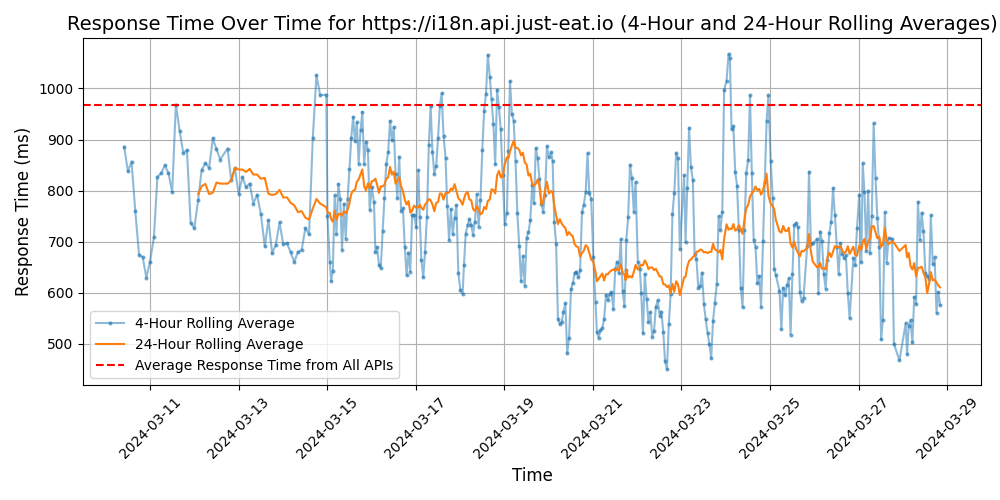 Response Time Over Time for https://i18n.api.just-eat.io (4-Hour and 24-Hour Rolling Averages)
Response Time (ms)
1000
900
800
700
600
500
4-Hour Rolling Average
24-Hour Rolling Average
Average Response Time from All APIs
2024-03-11
2024-03-13
2024-03-15
2024-03-17
2024-03-19
2024-03-21
2024-03-23
2024-03-25
2024-03-27
2024-03-29
Time